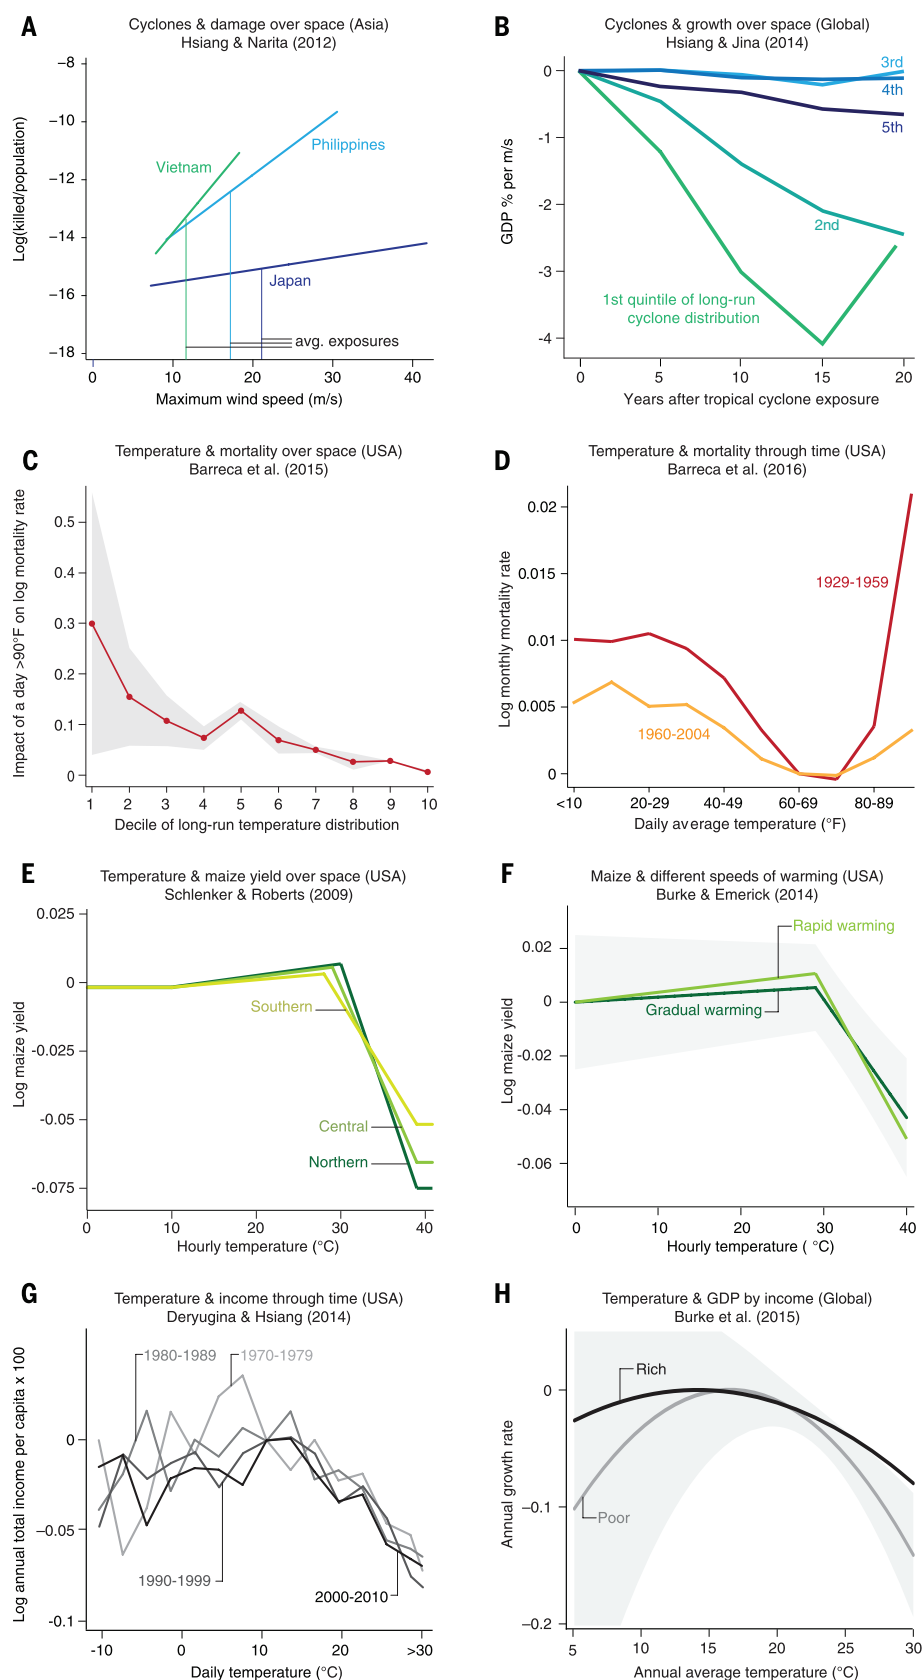 A
Cyclones & damage over space (Asia)
Hsiang & Narita (2012)
Log(killed/population)
−8
−10
−12
−14
−16
−18
Vietnam
Philippines
Japan
avg. exposures
0 10 20 30 40
Maximum wind speed (m/s)
B
Cyclones & growth over space (Global)
Hsiang & Jina (2014)
GDP % per m/s
0
-1
-2
-3
-4
3rd
4th
5th
2nd
1st quintile of long-run
cyclone distribution
0 5 10 15 20
Years after tropical cyclone exposure
C
Temperature & mortality over space (USA)
Barreca et al. (2015)
Impact of a day >90°F on log mortality rate
0.5
0.4
0.3
0.2
0.1
0
1 2 3 4 5 6 7 8 9 10
Decile of long-run temperature distribution
D
Temperature & mortality through time (USA)
Barreca et al. (2016)
Log monthly mortality rate
0.02
0.015
0.01
0.005
0
1929-1959
1960-2004
<10 20-29 40-49 60-69 80-89
Daily average temperature (°F)
E
Temperature & maize yield over space (USA)
Schlenker & Roberts (2009)
Log maize yield
0.025
0
-0.025
-0.05
-0.075
Southern
Central
Northern
0 10 20 30 40
Hourly temperature (°C)
F
Maize & different speeds of warming (USA)
Burke & Emerick (2014)
Log maize yield
0.02
0
-0.02
-0.04
-0.06
Rapid warming
Gradual warming
0 10 20 30 40
Hourly temperature ( °C)
G
Temperature & income through time (USA)
Deryugina & Hsiang (2014)
Log annual total income per capita x 100
0
−0.05
-0.1
1980-1989
1970-1979
1990-1999
2000-2010
-10 0 10 20 >30
Daily temperature (°C)
H
Temperature & GDP by income (Global)
Burke et al. (2015)
Annual growth rate
0
−0.1
−0.2
Rich
Poor
5 10 15 20 25 30
Annual average temperature (°C)